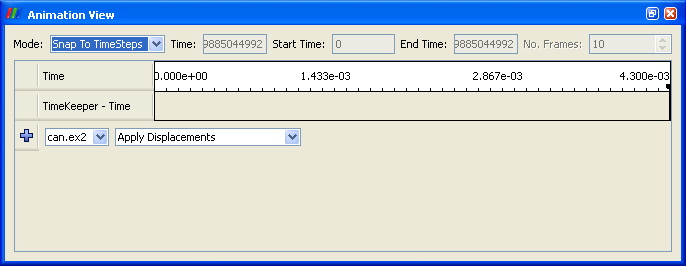 Animation View
Mode: Snap To TimeSteps Time: 9885044992 Start Time: 0 End Time: 9885044992 No. Frames: 10
Time 0.000e+00 1.433e-03 2.867e-03 4.300e-03
TimeKeeper - Time
can.ex2 Apply Displacements